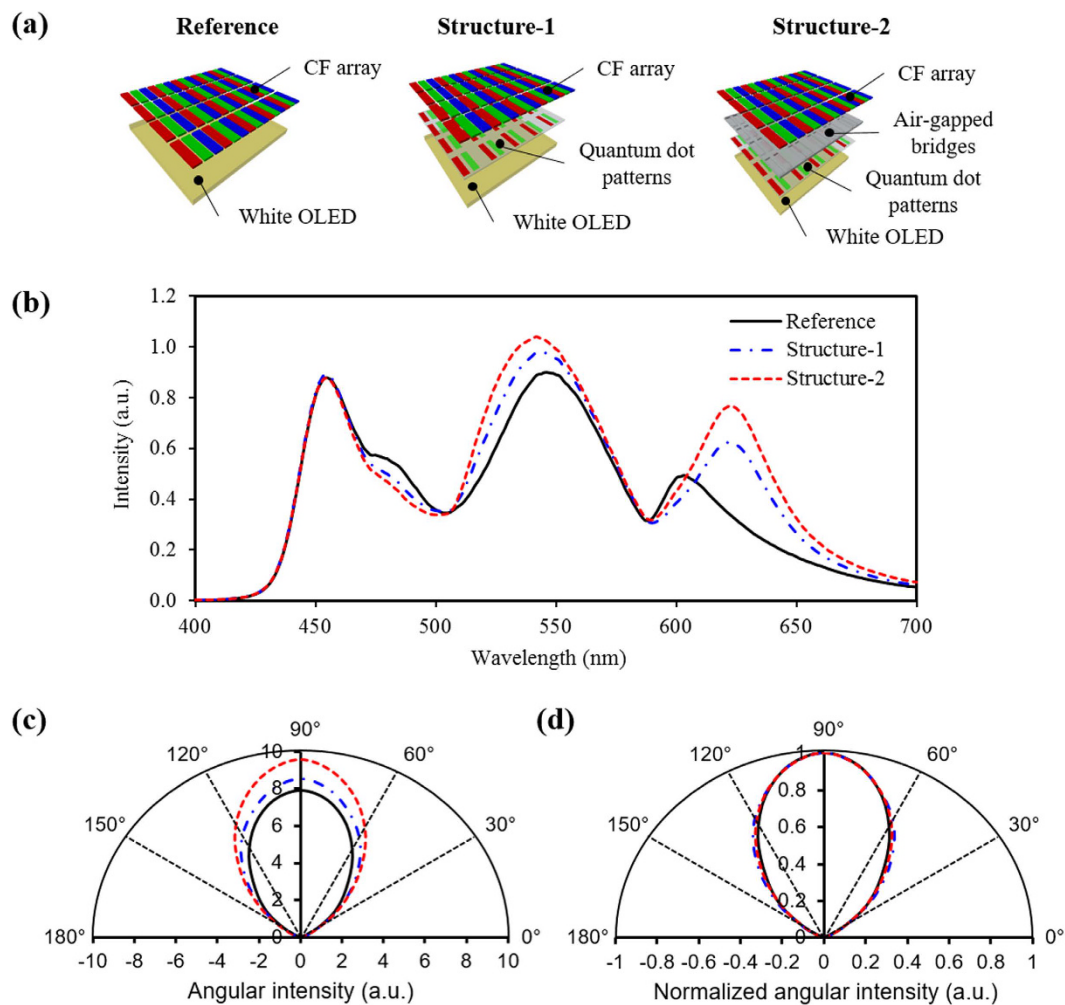 (a)
Reference
Structure-1
Structure-2
CF array
White OLED
CF array
Quantum dot
patterns
White OLED
CF array
Air-gapped
bridges
Quantum dot
patterns
White OLED
(b)
Intensity (a.u.)
1.2
1.0
0.8
0.6
0.4
0.2
0.0
400
450
500
550
600
650
700
Wavelength (nm)
Reference
Structure-1
Structure-2
(c)
90°
120°
60°
150°
30°
180°
0°
10
8
6
4
2
0
-10 -8 -6 -4 -2 0 2 4 6 8 10
Angular intensity (a.u.)
(d)
90°
120°
60°
150°
30°
180°
0°
1
0.8
0.6
0.4
0.2
0
-1 -0.8 -0.6 -0.4 -0.2 0 0.2 0.4 0.6 0.8 1
Normalized angular intensity (a.u.)